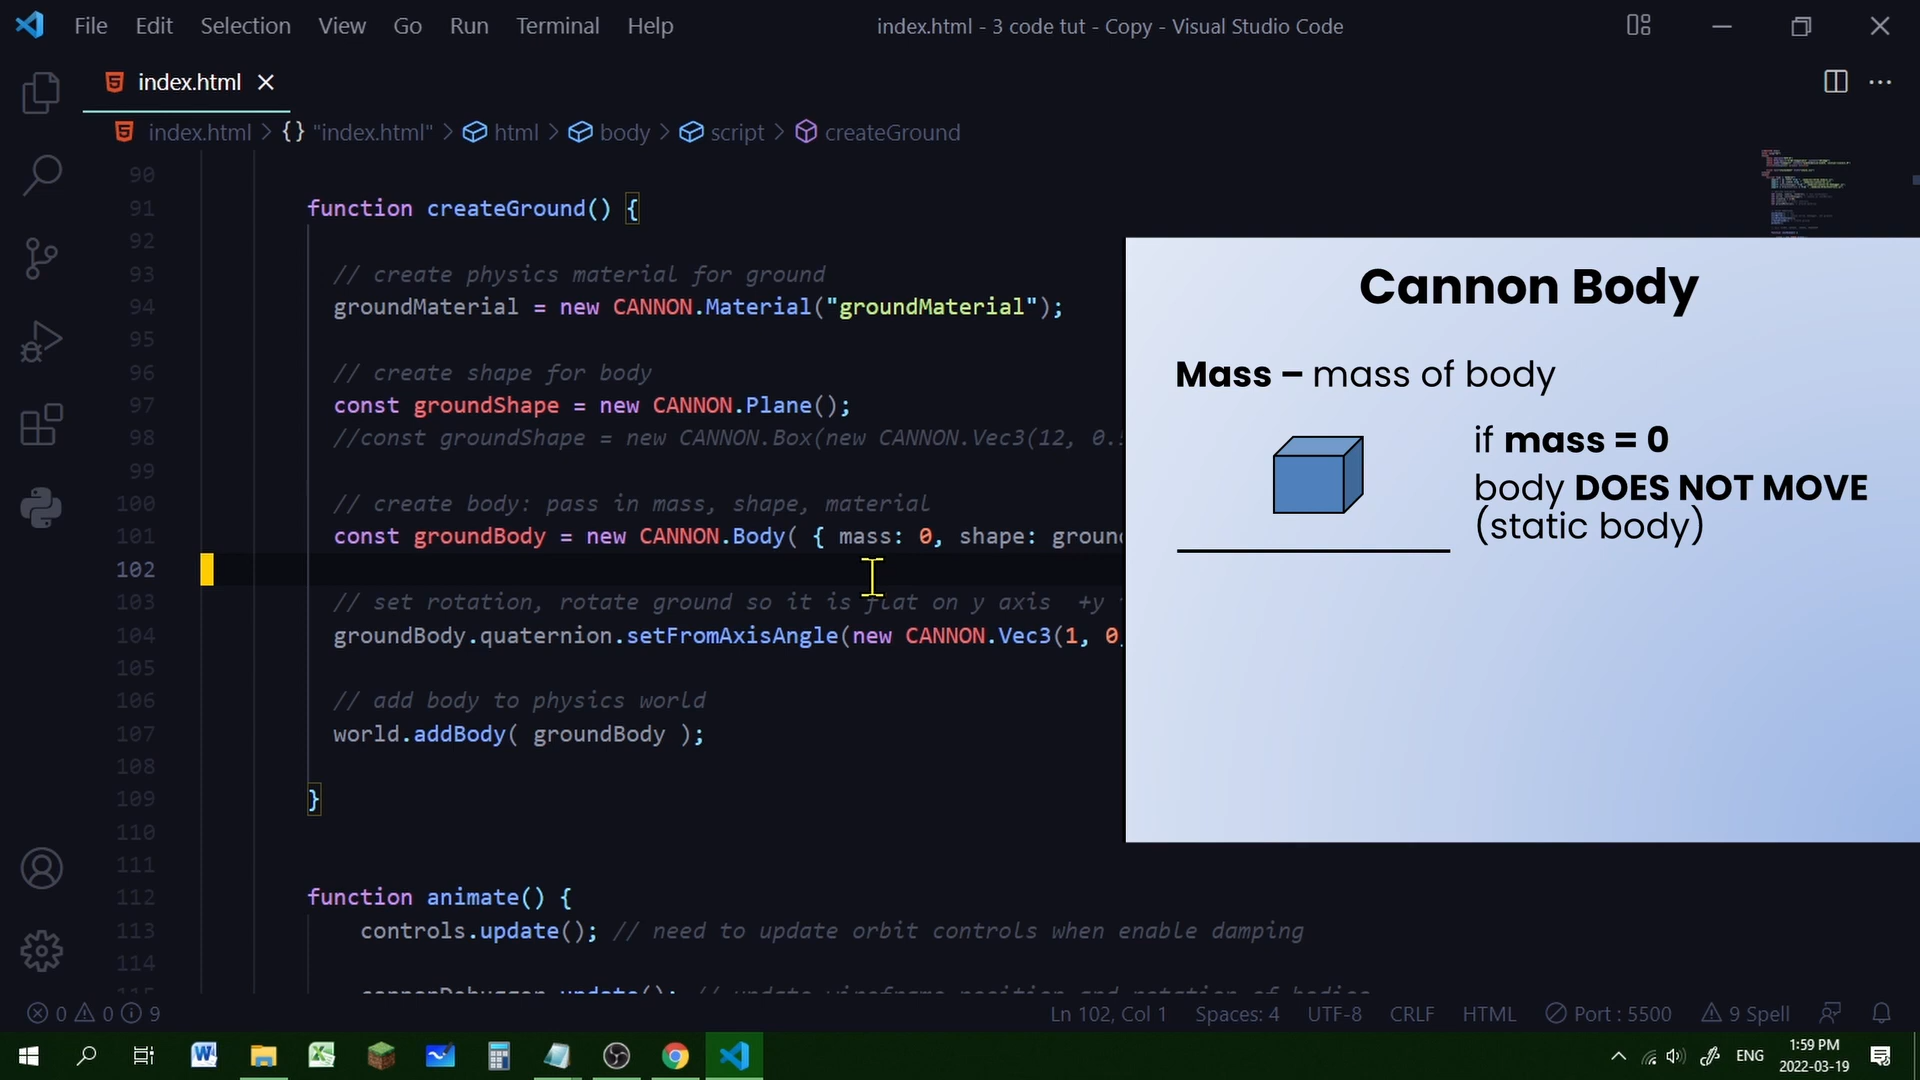 File Edit Selection View Go Run Terminal Help
index.html - 3 code tut - Copy - Visual Studio Code
index.html
index.html > {} "index.html" > html > body > script > createGround
90
91 function createGround() {
92
93 // create physics material for ground
94 groundMaterial = new CANNON.Material("groundMaterial");
95
96 // create shape for body
97 const groundShape = new CANNON.Plane();
98 //const groundShape = new CANNON.Box(new CANNON.Vec3(12, 0.
99
100 // create body: pass in mass, shape, material
101 const groundBody = new CANNON.Body( { mass: 0, shape: groun
102
103 // set rotation, rotate ground so it is flat on y axis +y
104 groundBody.quaternion.setFromAxisAngle(new CANNON.Vec3(1, 0
105
106 // add body to physics world
107 world.addBody( groundBody );
108
109 }
110
111
112 function animate() {
113 controls.update(); // need to update orbit controls when enable damping
114
Cannon Body
Mass – mass of body
if mass = 0
body DOES NOT MOVE
(static body)
0 0 9
Ln 102, Col 1 Spaces: 4 UTF-8 CRLF HTML Port : 5500 9 Spell
ENG
1:59 PM
2022-03-19